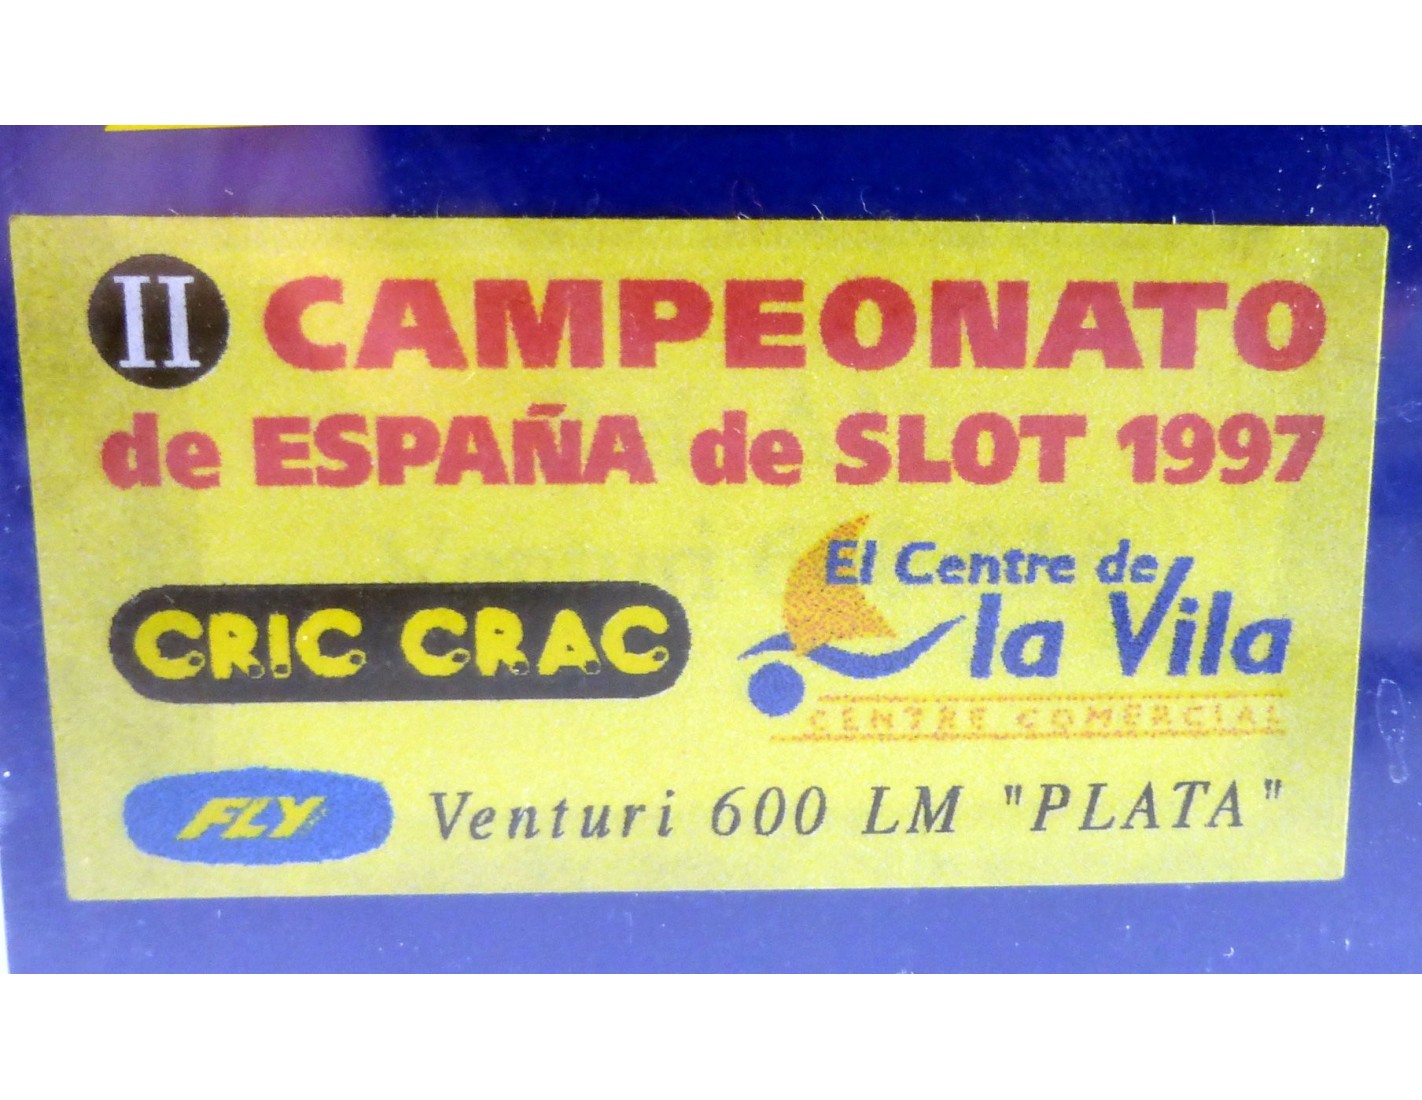 II CAMPEONATO
de ESPAÑA de SLOT 1997
CRIC CRAC
El Centre de
la Vila
CENTRE COMERCIAL
FLY Venturi 600 LM "PLATA"